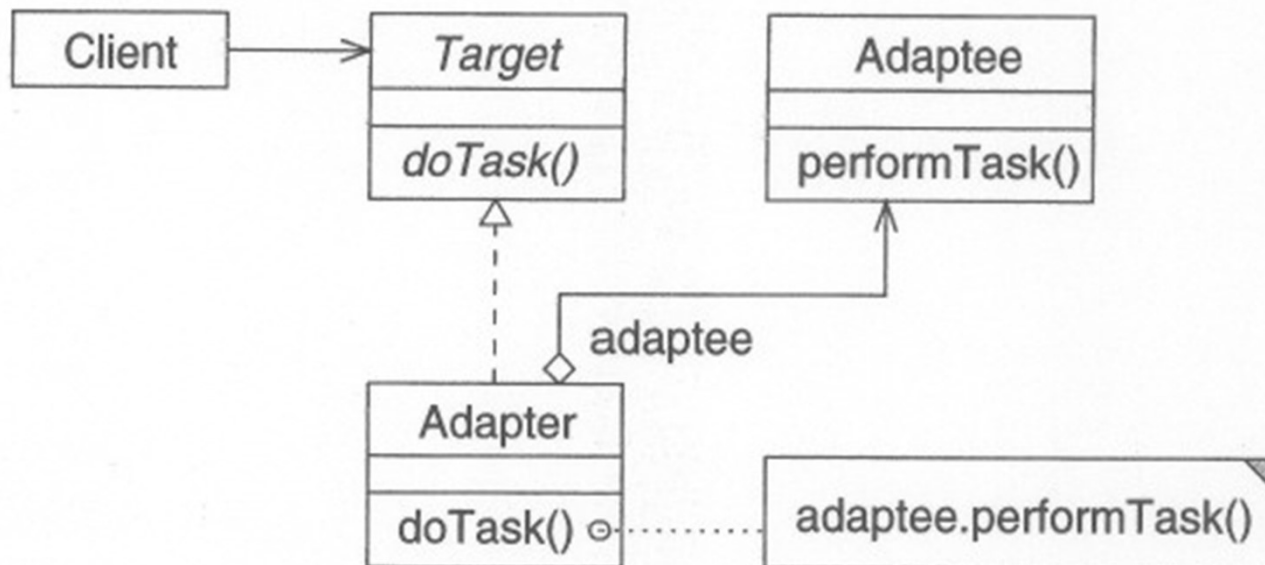 Client
Target
Adaptee
doTask()
performTask()
adaptee
Adapter
doTask()
adaptee.performTask()